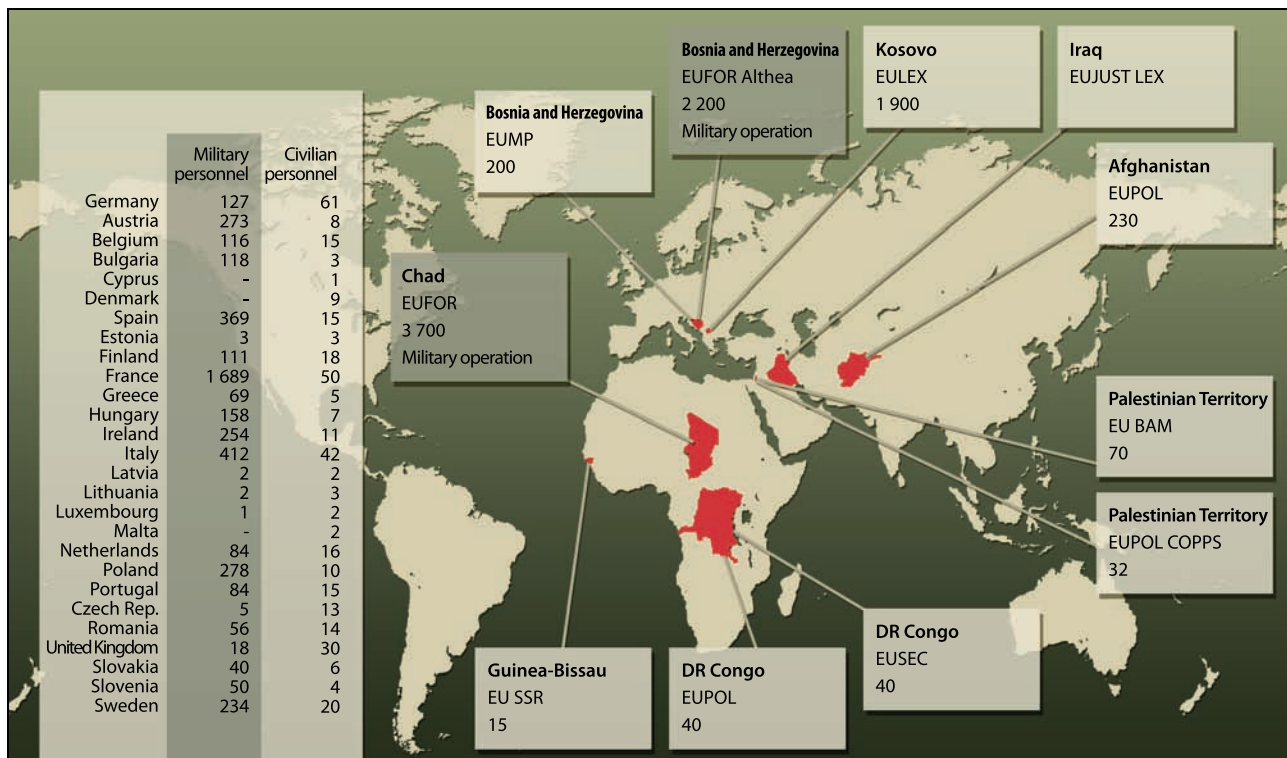 Military personnel Civilian personnel
Germany 127 61
Austria 273 8
Belgium 116 15
Bulgaria 118 3
Cyprus - 1
Denmark - 9
Spain 369 15
Estonia 3 3
Finland 111 18
France 1 689 50
Greece 69 5
Hungary 158 7
Ireland 254 11
Italy 412 42
Latvia 2 2
Lithuania 2 3
Luxembourg 1 2
Malta - 2
Netherlands 84 16
Poland 278 10
Portugal 84 15
Czech Rep. 5 13
Romania 56 14
United Kingdom 18 30
Slovakia 40 6
Slovenia 50 4
Sweden 234 20
Bosnia and Herzegovina
EUMP
200
Bosnia and Herzegovina
EUFOR Althea
2 200
Military operation
Kosovo
EULEX
1 900
Iraq
EUJUST LEX
Afghanistan
EUPOL
230
Chad
EUFOR
3 700
Military operation
Palestinian Territory
EU BAM
70
Palestinian Territory
EUPOL COPPS
32
DR Congo
EUSEC
40
Guinea-Bissau
EU SSR
15
DR Congo
EUPOL
40